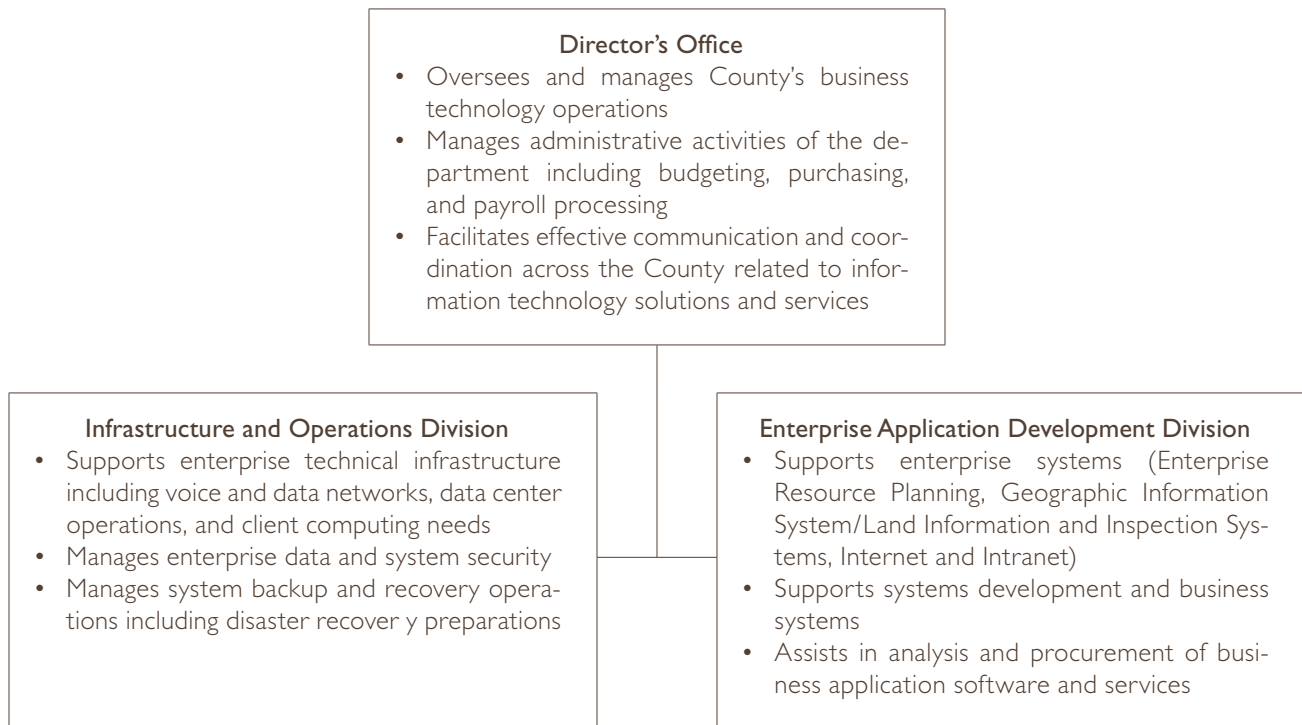 Director’s Office
• Oversees and manages County’s business
technology operations
• Manages administrative activities of the de-
partment including budgeting, purchasing,
and payroll processing
• Facilitates effective communication and coor-
dination across the County related to infor-
mation technology solutions and services
Infrastructure and Operations Division
• Supports enterprise technical infrastructure
including voice and data networks, data center
operations, and client computing needs
• Manages enterprise data and system security
• Manages system backup and recovery opera-
tions including disaster recover y preparations
Enterprise Application Development Division
• Supports enterprise systems (Enterprise
Resource Planning, Geographic Information
System/Land Information and Inspection Sys-
tems, Internet and Intranet)
• Supports systems development and business
systems
• Assists in analysis and procurement of busi-
ness application software and services